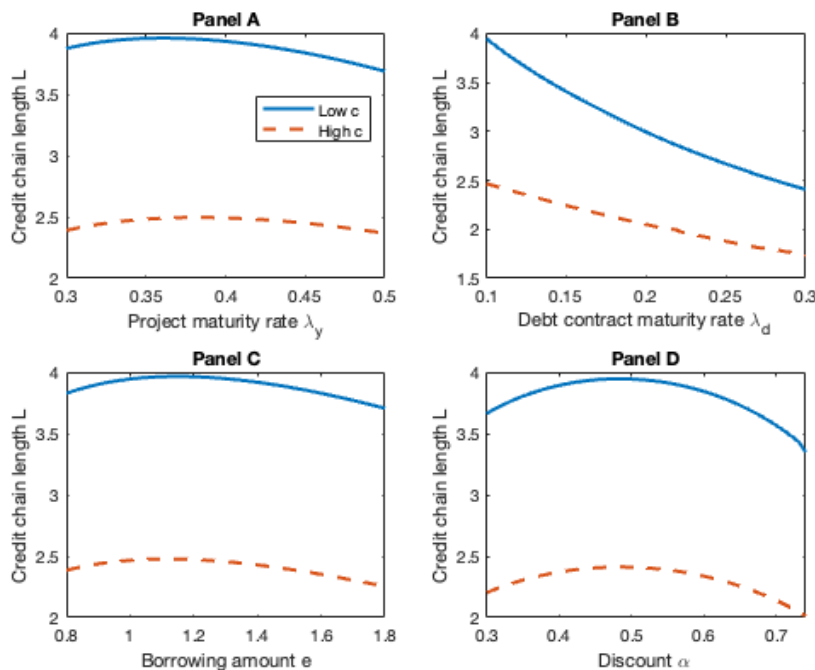 Panel A
Credit chain length L
4
3.5
3
2.5
2
Low c
High c
0.3 0.35 0.4 0.45 0.5
Project maturity rate λy
Panel B
Credit chain length L
4
3.5
3
2.5
2
1.5
0.1 0.15 0.2 0.25 0.3
Debt contract maturity rate λd
Panel C
Credit chain length L
4
3.5
3
2.5
2
0.8 1 1.2 1.4 1.6 1.8
Borrowing amount e
Panel D
Credit chain length L
4
3.5
3
2.5
2
0.3 0.4 0.5 0.6 0.7
Discount α